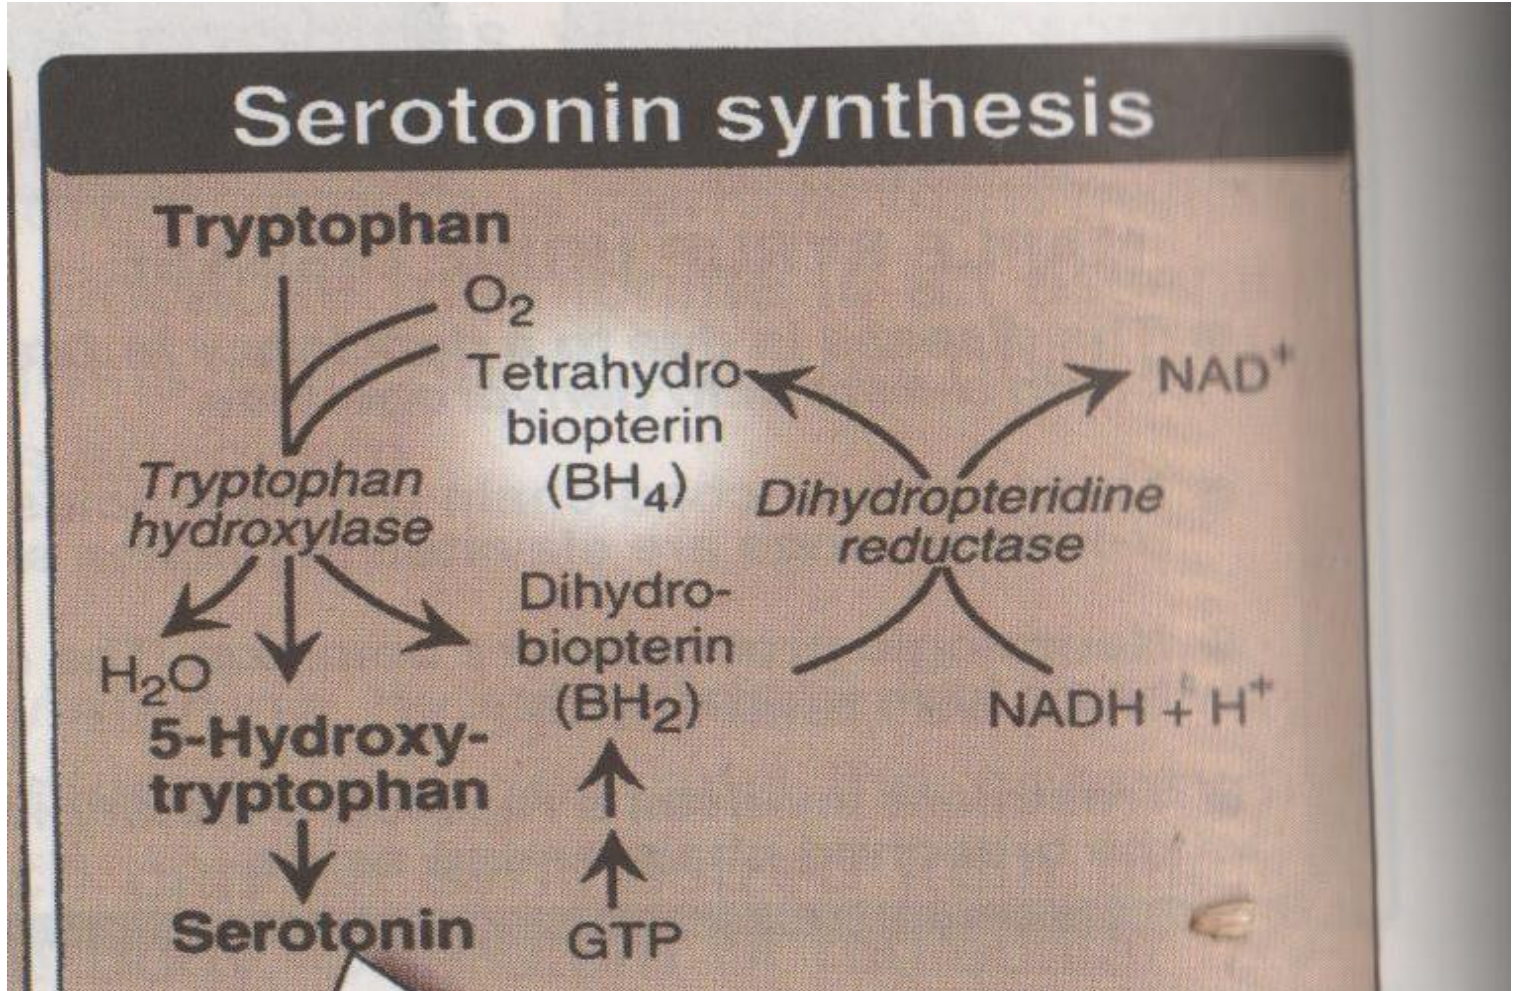 Serotonin synthesis
Tryptophan
O₂
Tetrahydro-
biopterin
(BH₄)
NAD⁺
Tryptophan
hydroxylase
Dihydropteridine
reductase
H₂O
Dihydro-
biopterin
(BH₂)
NADH + H⁺
5-Hydroxy-
tryptophan
Serotonin
GTP